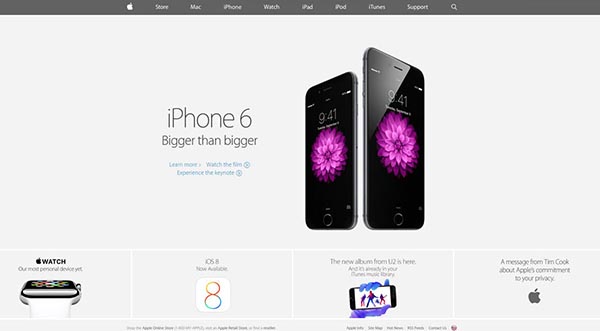 Store Mac iPhone Watch iPad iPod iTunes Support
9:41
9:41
iPhone 6
Bigger than bigger
Learn more Watch the film
Experience the keynote
WATCH
Our most personal device yet.
iOS 8
Now Available.
8
The new album from U2 is here.
And it's already in your
iTunes music library.
A message from Tim Cook
about Apple's commitment
to your privacy.
Shop the Apple Online Store (1-800-MY-APPLE), visit an Apple Retail Store, or find a reseller.
Apple Info Site Map Hot News RSS Feeds Contact Us